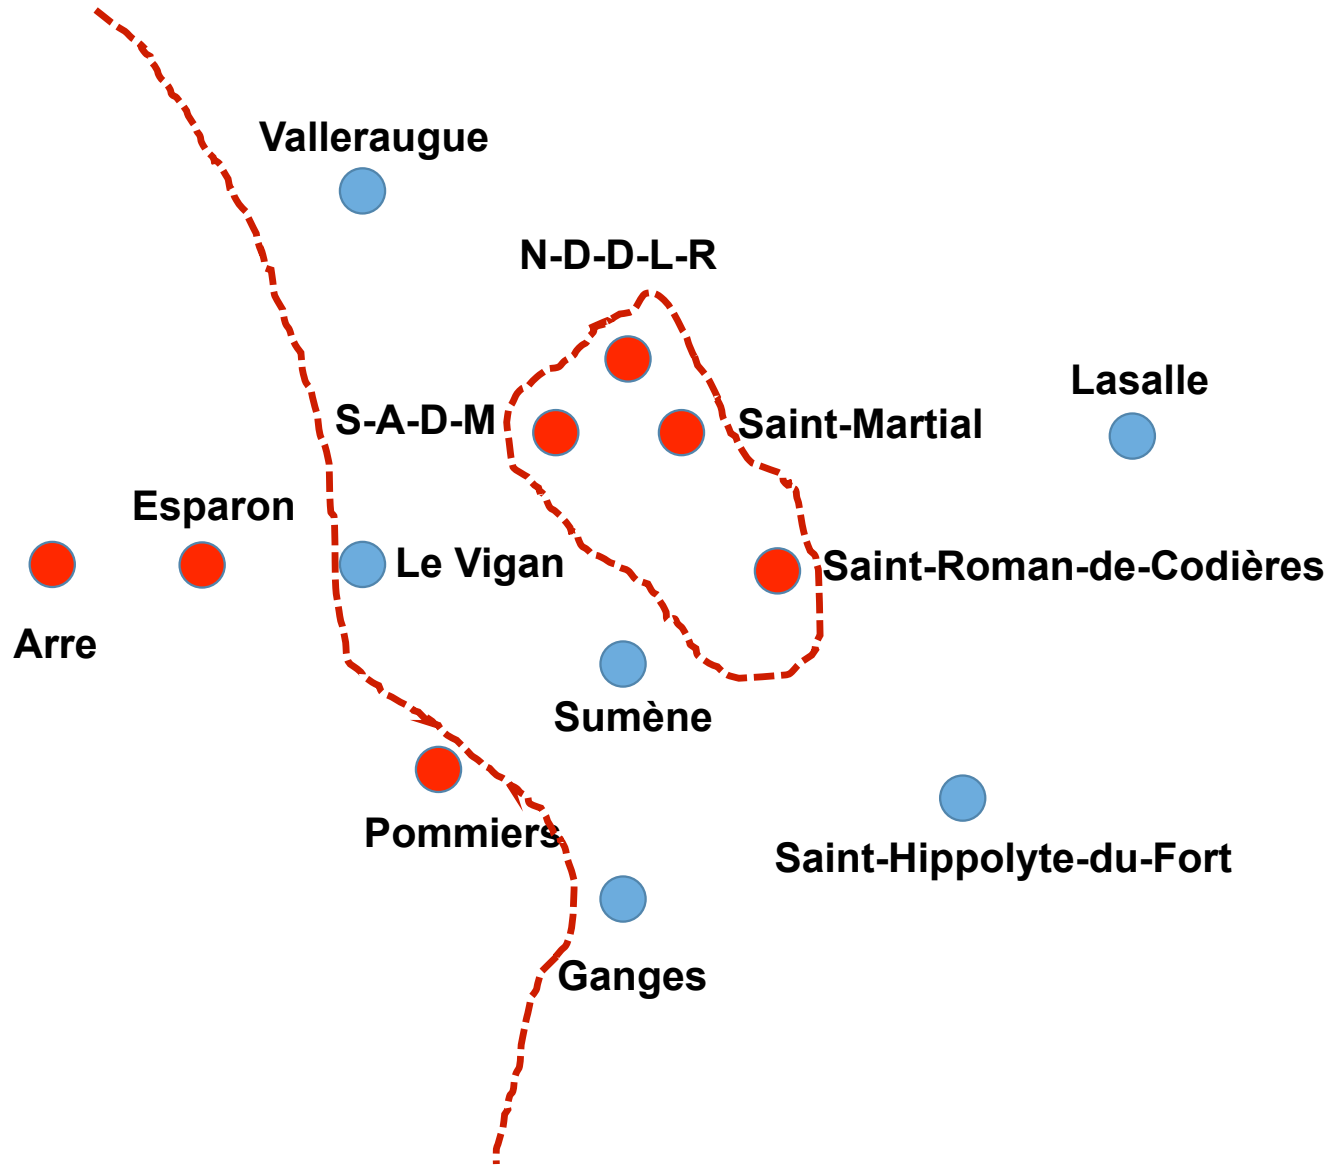 Valleraugue
N-D-D-L-R
Lasalle
S-A-D-M
Saint-Martial
Esparon
Le Vigan
Saint-Roman-de-Codières
Arre
Sumène
Pommiers
Saint-Hippolyte-du-Fort
Ganges